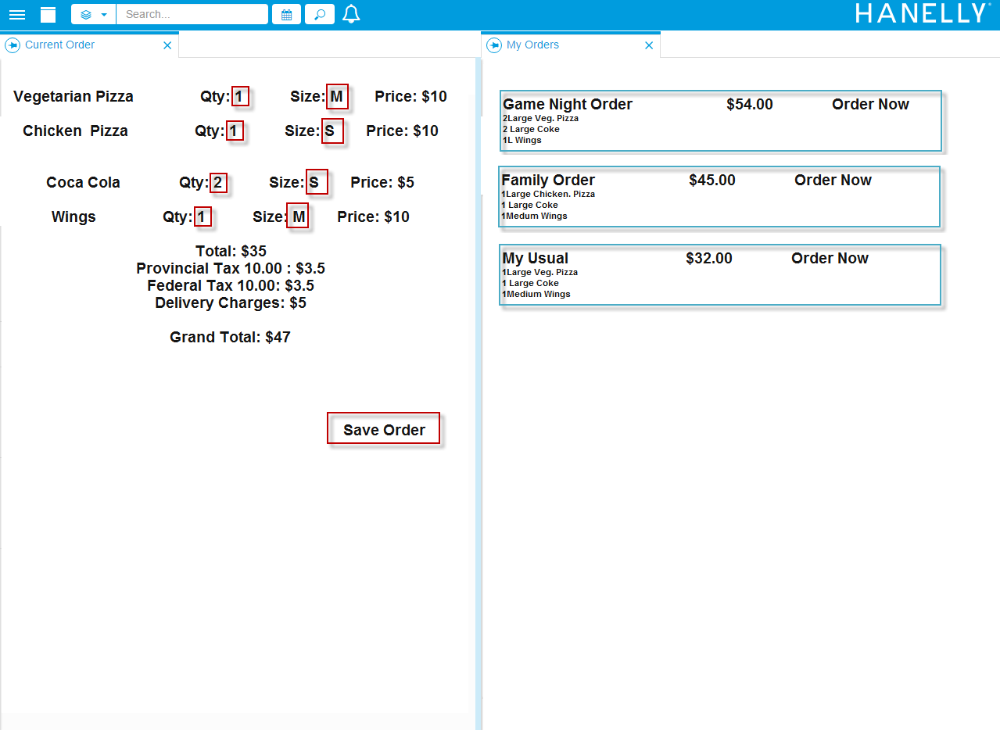 Search...
HANELLY
Current Order
Vegetarian Pizza Qty: 1 Size: M Price: $10
Chicken Pizza Qty: 1 Size: S Price: $10
Coca Cola Qty: 2 Size: S Price: $5
Wings Qty: 1 Size: M Price: $10
Total: $35
Provincial Tax 10.00 : $3.5
Federal Tax 10.00: $3.5
Delivery Charges: $5
Grand Total: $47
Save Order
My Orders
Game Night Order $54.00 Order Now
2Large Veg. Pizza
2 Large Coke
1L Wings
Family Order $45.00 Order Now
1Large Chicken. Pizza
1 Large Coke
1Medum Wings
My Usual $32.00 Order Now
1Large Veg. Pizza
1 Large Coke
1Medium Wings